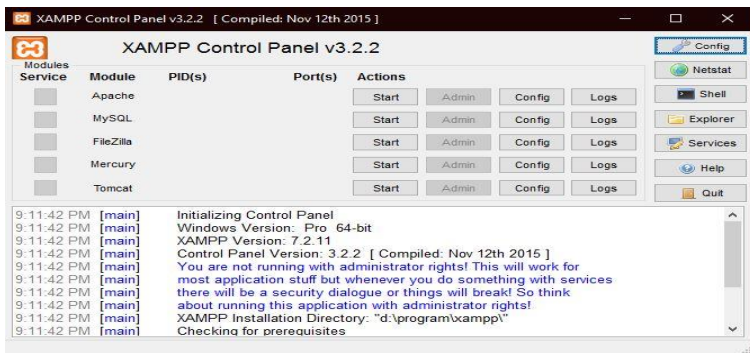 XAMPP Control Panel v3.2.2 [ Compiled: Nov 12th 2015 ]
XAMPP Control Panel v3.2.2
Config
Modules
Service Module PID(s) Port(s) Actions
Netstat
Apache Start Admin Config Logs
Shell
MySQL Start Admin Config Logs
Explorer
FileZilla Start Admin Config Logs
Services
Mercury Start Admin Config Logs
Help
Tomcat Start Admin Config Logs
Quit
9:11:42 PM [main] Initializing Control Panel
9:11:42 PM [main] Windows Version: Pro 64-bit
9:11:42 PM [main] XAMPP Version: 7.2.11
9:11:42 PM [main] Control Panel Version: 3.2.2 [ Compiled: Nov 12th 2015 ]
9:11:42 PM [main] You are not running with administrator rights! This will work for
9:11:42 PM [main] most application stuff but whenever you do something with services
9:11:42 PM [main] there will be a security dialogue or things will break! So think
9:11:42 PM [main] about running this application with administrator rights!
9:11:42 PM [main] XAMPP Installation Directory: "d:\program\xampp\"
9:11:42 PM [main] Checking for prerequisites